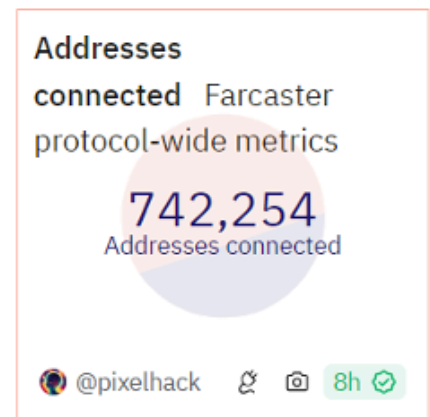 Addresses
connected Farcaster
protocol-wide metrics
742,254
Addresses connected
@pixelhack 8h